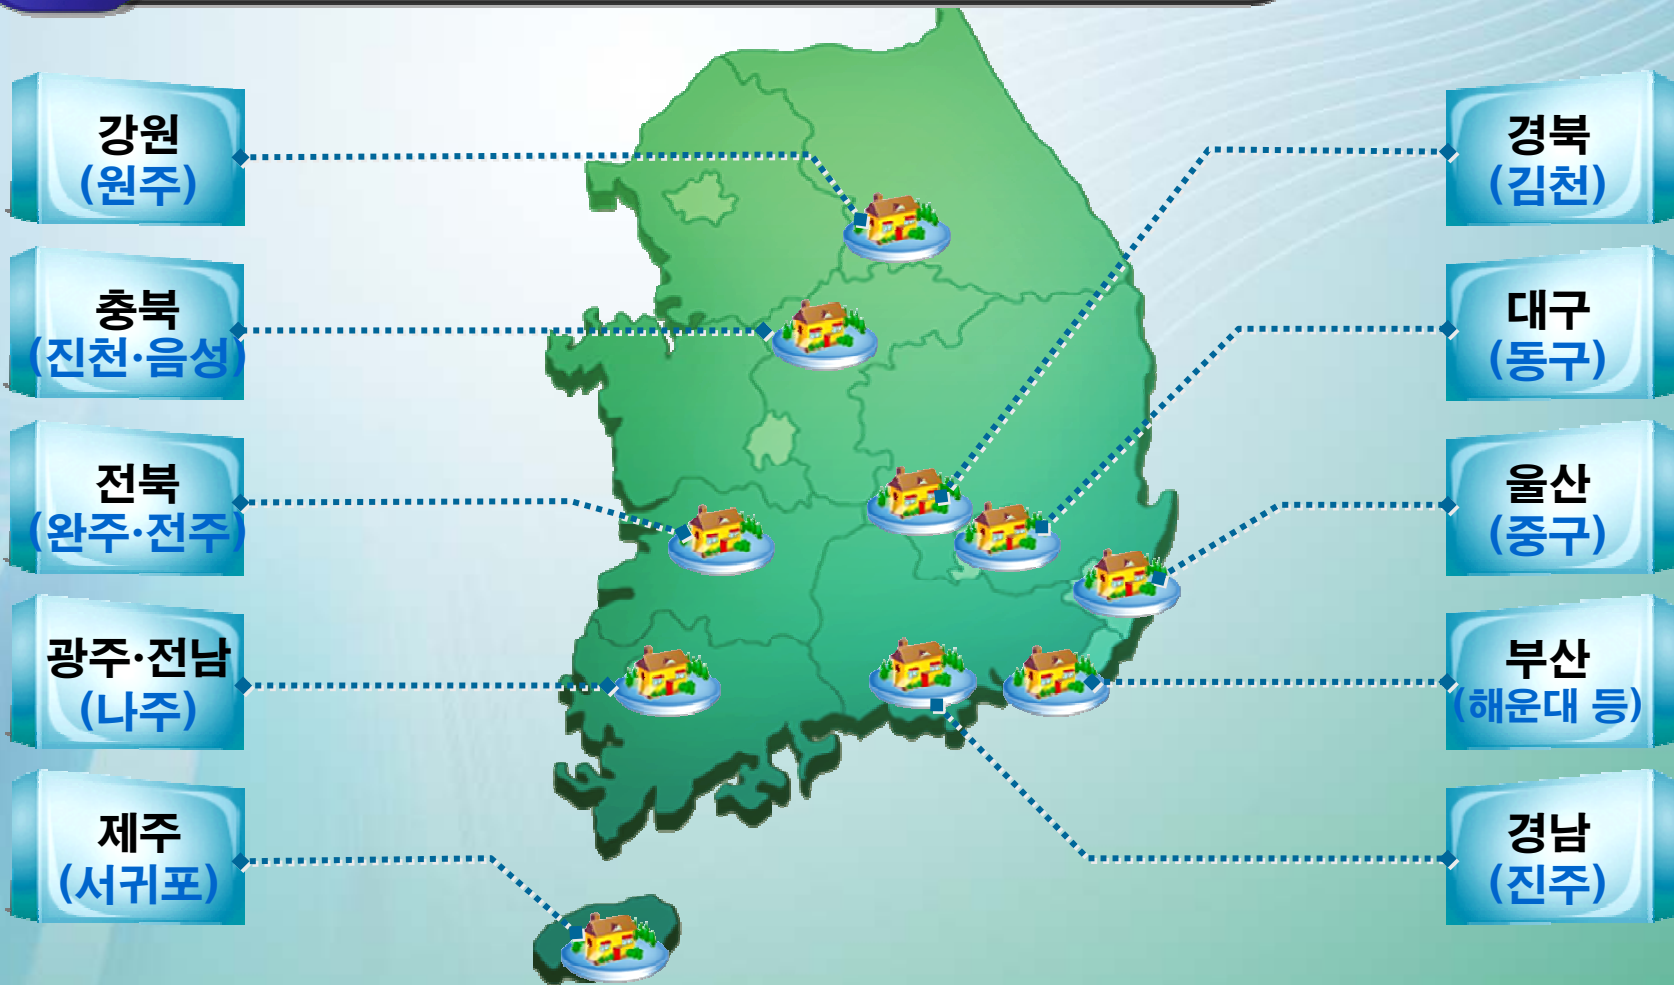 강원
(원주)
충북
(진천·음성)
전북
(완주·전주)
광주·전남
(나주)
제주
(서귀포)
경북
(김천)
대구
(동구)
울산
(중구)
부산
(해운대 등)
경남
(진주)